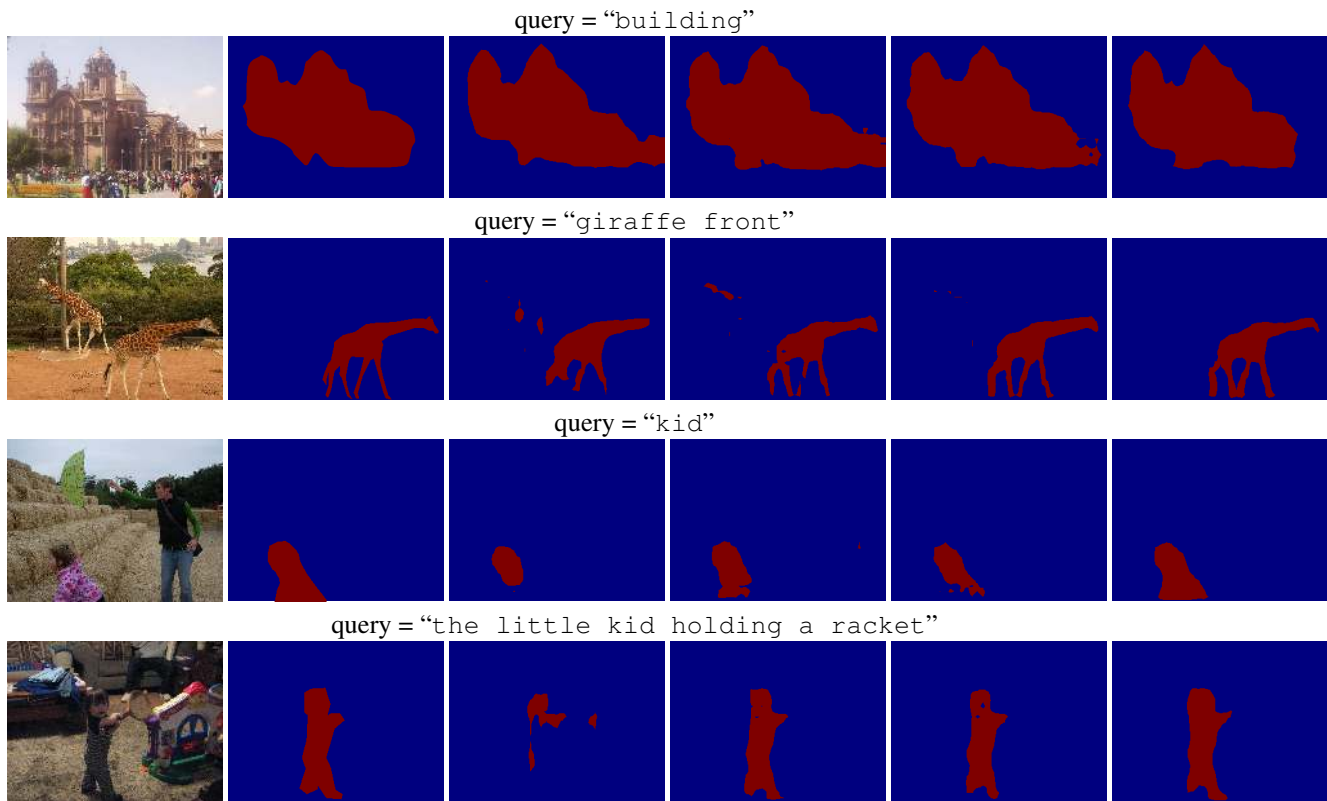 query = “building”
query = “giraffe front”
query = “kid”
query = “the little kid holding a racket”